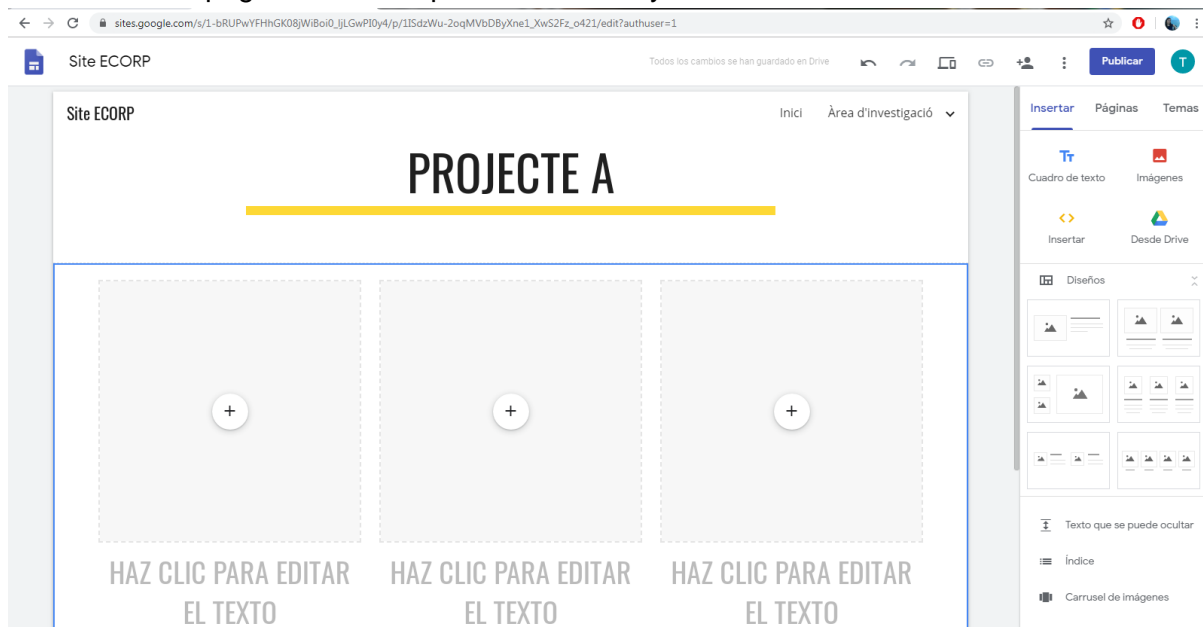 sites.google.com/s/1-bRUPwYFHhGK08jWiBoi0_ljLGwPI0y4/p/1ISdzWu-2oqMVbDByXne1_XwS2Fz_o421/edit?authuser=1
Site ECORP
Todos los cambios se han guardado en Drive
Publicar
T
Site ECORP
Inici
Àrea d'investigació
PROJECTE A
Insertar
Páginas
Temas
Cuadro de texto
Imágenes
Insertar
Desde Drive
Diseños
HAZ CLIC PARA EDITAR
EL TEXTO
HAZ CLIC PARA EDITAR
EL TEXTO
HAZ CLIC PARA EDITAR
EL TEXTO
Texto que se puede ocultar
Índice
Carrusel de imágenes